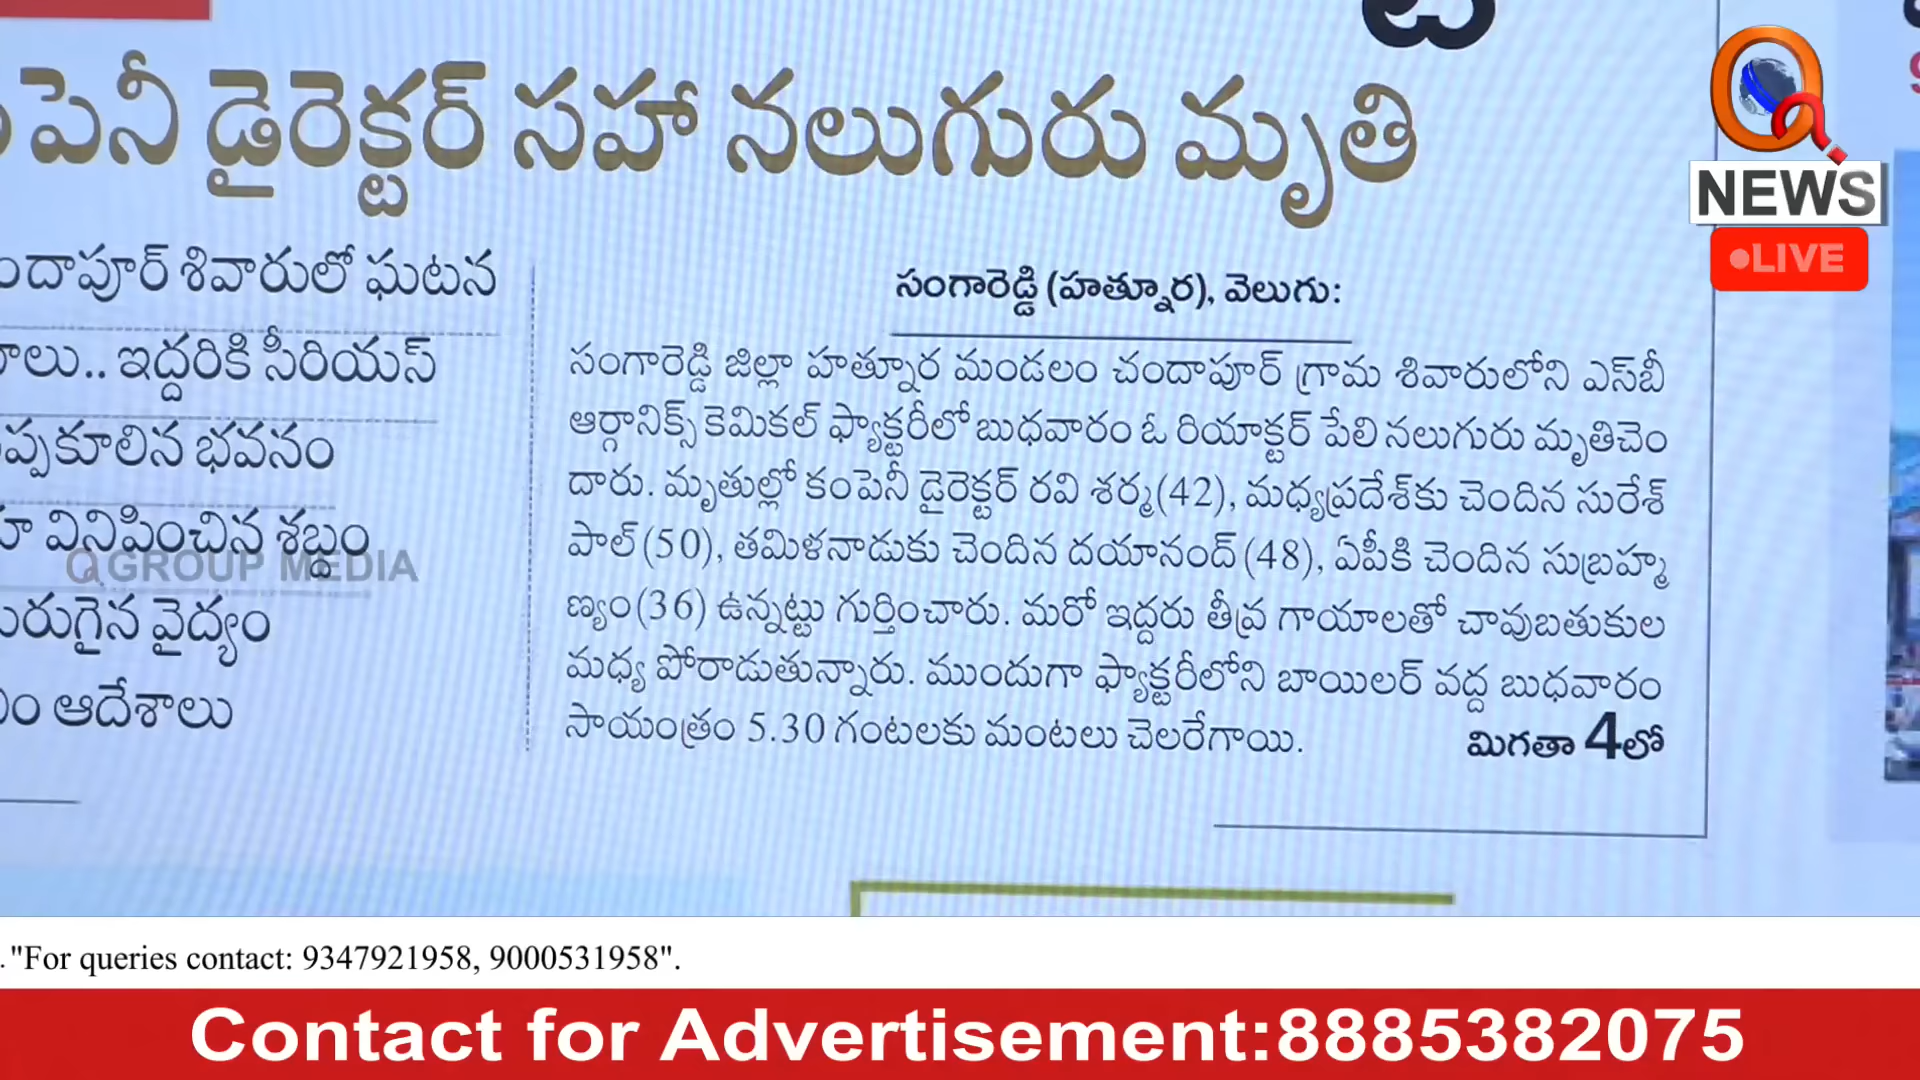 పెనీ డైరెక్టర్ సహా నలుగురు మృతి
NEWS
LIVE
దాపూర్ శివారులో ఘటన
లు.. ఇద్దరికి సీరియస్
ప్పకూలిన భవనం
వినిపించిన శబ్దం
రుగైన వైద్యం
ఆదేశాలు
Q GROUP MEDIA
సంగారెడ్డి (హత్నూర), వెలుగు:
సంగారెడ్డి జిల్లా హత్నూర మండలం చందాపూర్ గ్రామ శివారులోని ఎస్‌బీ
ఆర్గానిక్స్ కెమికల్ ఫ్యాక్టరీలో బుధవారం ఓ రియాక్టర్ పేలి నలుగురు మృతిచెం
దారు. మృతుల్లో కంపెనీ డైరెక్టర్ రవి శర్మ(42), మధ్యప్రదేశ్‌కు చెందిన సురేశ్
పాల్(50), తమిళనాడుకు చెందిన దయానంద్(48), ఏపీకి చెందిన సుబ్రహ్మ
ణ్యం(36) ఉన్నట్టు గుర్తించారు. మరో ఇద్దరు తీవ్ర గాయాలతో చావుబతుకుల
మధ్య పోరాడుతున్నారు. ముందుగా ఫ్యాక్టరీలోని బాయిలర్ వద్ద బుధవారం
సాయంత్రం 5.30 గంటలకు మంటలు చెలరేగాయి.
మిగతా 4లో
. "For queries contact: 9347921958, 9000531958".
Contact for Advertisement:8885382075